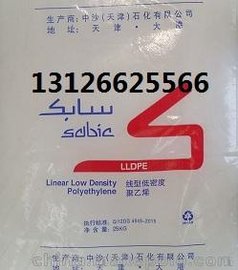 生产商：中沙（天津）石化有限公司
地址：天津·大港
13126625566
سابك
sabic
LLDPE
Linear Low Density 线型低密度
Polyethylene 聚乙烯
净含量：25KG